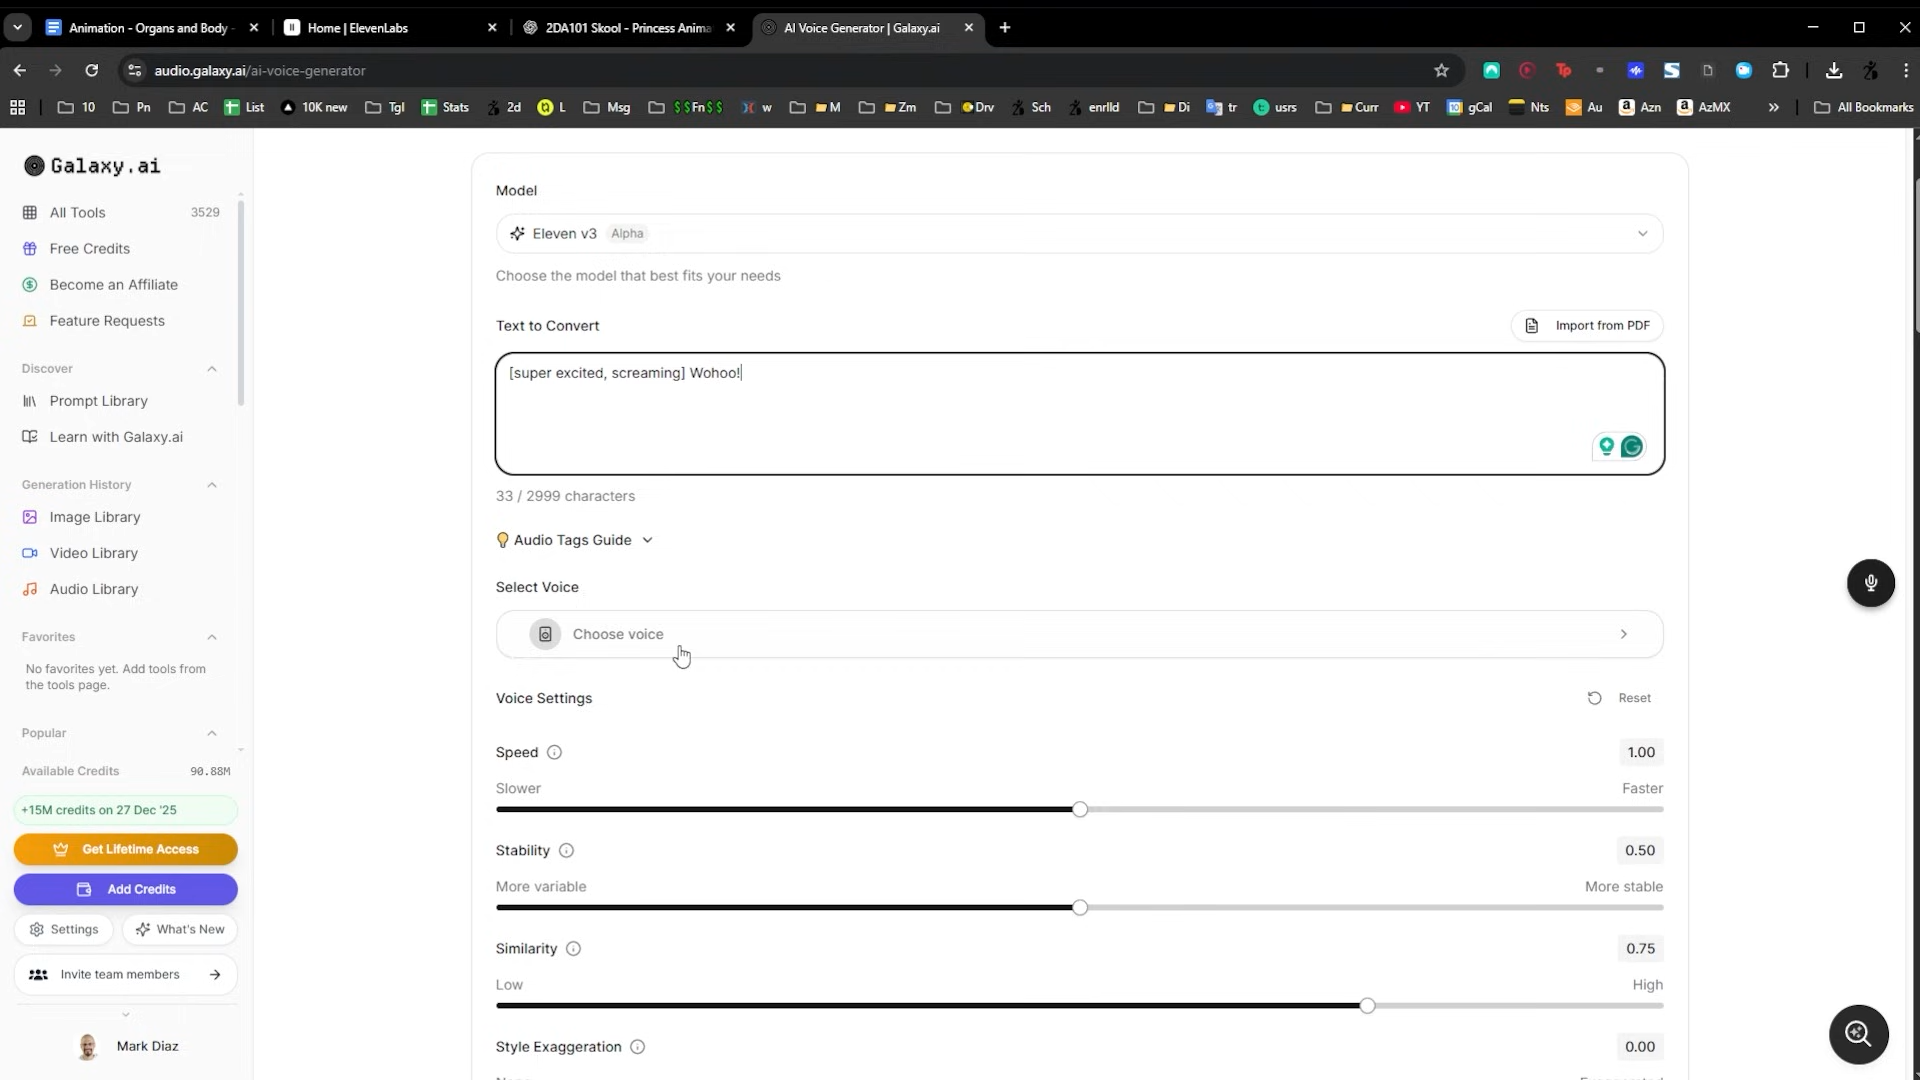 Animation - Organs and Body -
Home | ElevenLabs
2DA101 Skool - Princess Anima
AI Voice Generator | Galaxy.ai
audio.galaxy.ai/ai-voice-generator
10
Pn
AC
List
10K new
Tgl
Stats
2d
L
Msg
$$Fn$$
w
M
Zm
Drv
Sch
enrlld
Di
tr
usrs
Curr
YT
gCal
Nts
Au
Azn
AzMX
All Bookmarks
Galaxy.ai
All Tools 3529
Free Credits
Become an Affiliate
Feature Requests
Discover
Prompt Library
Learn with Galaxy.ai
Generation History
Image Library
Video Library
Audio Library
Favorites
No favorites yet. Add tools from
the tools page.
Popular
Available Credits 90.88M
+15M credits on 27 Dec '25
Get Lifetime Access
Add Credits
Settings
What's New
Invite team members
Mark Diaz
Model
Eleven v3 Alpha
Choose the model that best fits your needs
Text to Convert
Import from PDF
[super excited, screaming] Wohoo!
33 / 2999 characters
Audio Tags Guide
Select Voice
Choose voice
Voice Settings
Reset
Speed 1.00
Slower Faster
Stability 0.50
More variable More stable
Similarity 0.75
Low High
Style Exaggeration 0.00